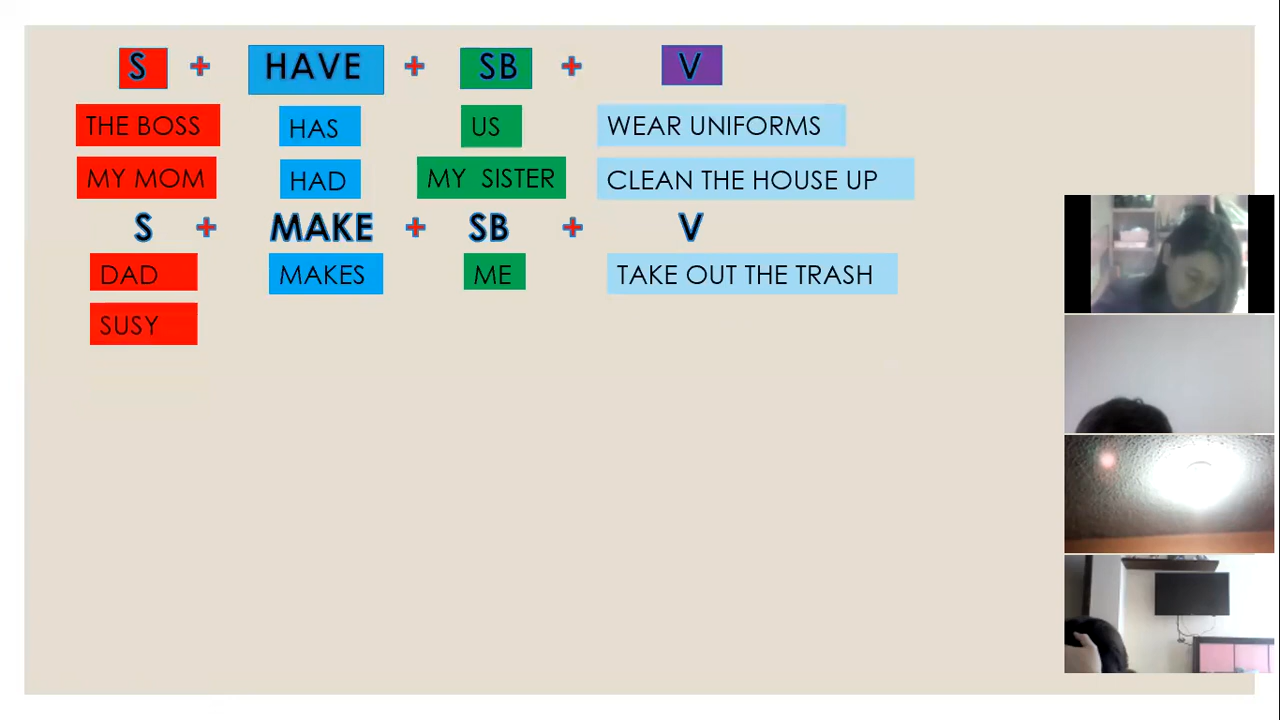 S + HAVE + SB + V
THE BOSS HAS US WEAR UNIFORMS
MY MOM HAD MY SISTER CLEAN THE HOUSE UP
S + MAKE + SB + V
DAD MAKES ME TAKE OUT THE TRASH
SUSY